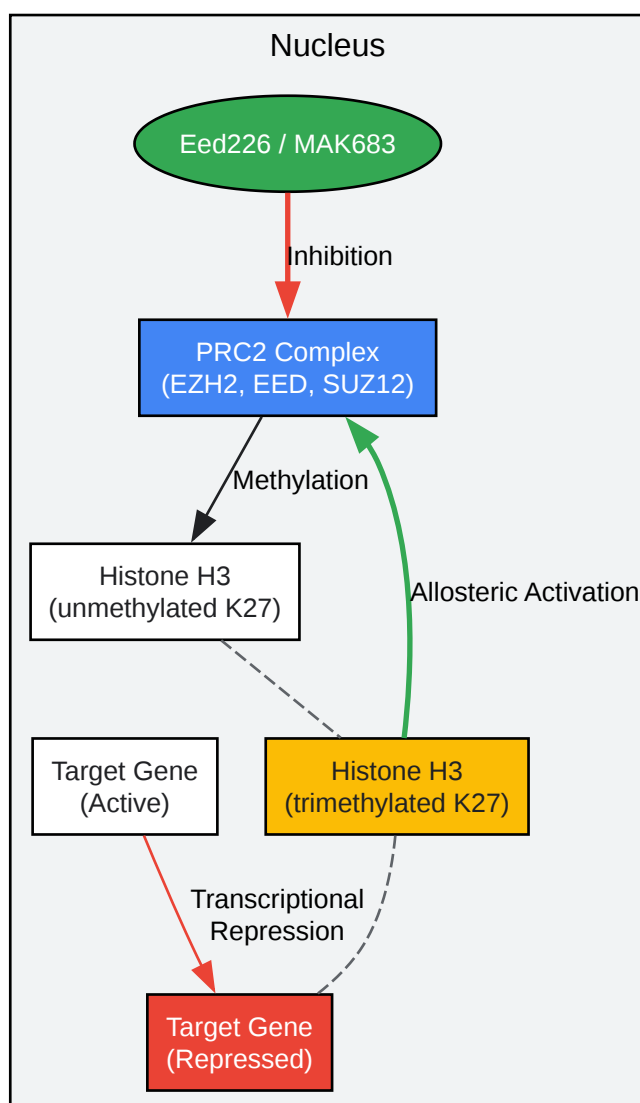 Nucleus
Eed226 / MAK683
Inhibition
PRC2 Complex
(EZH2, EED, SUZ12)
Methylation
Histone H3
(unmethylated K27)
Allosteric Activation
Target Gene
(Active)
Histone H3
(trimethylated K27)
Transcriptional
Repression
Target Gene
(Repressed)